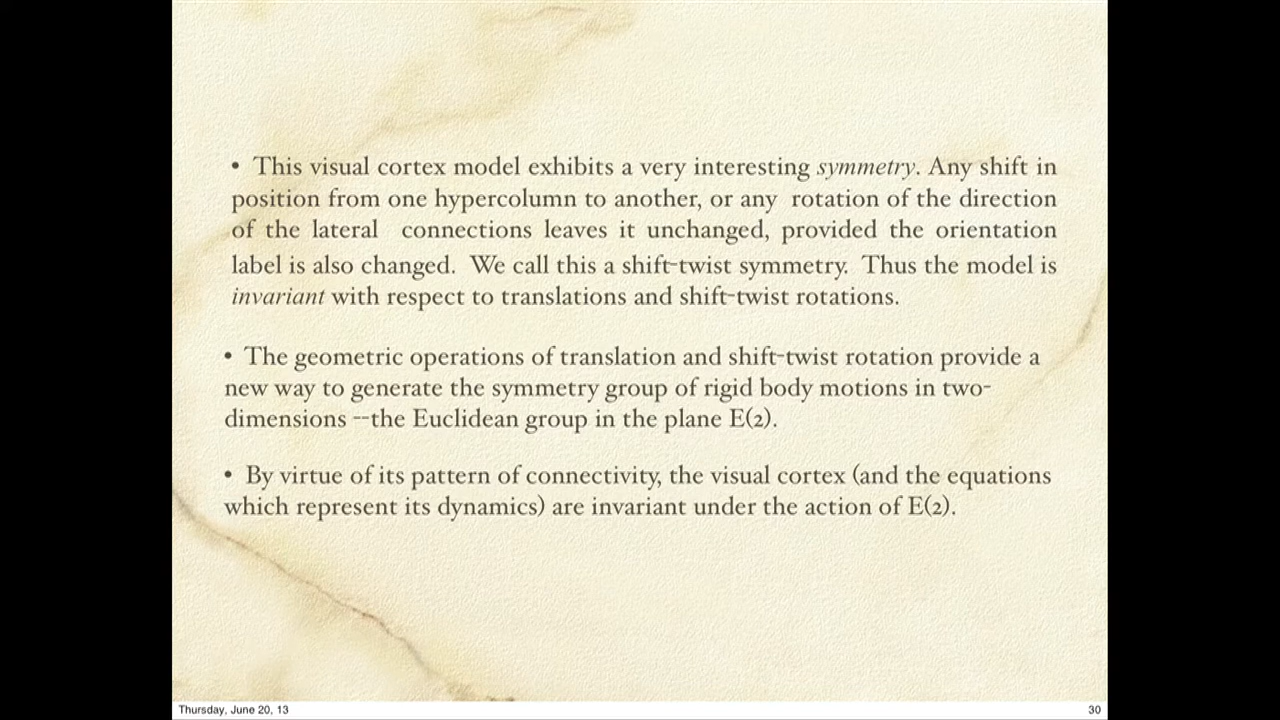 • This visual cortex model exhibits a very interesting symmetry. Any shift in
position from one hypercolumn to another, or any rotation of the direction
of the lateral connections leaves it unchanged, provided the orientation
label is also changed. We call this a shift-twist symmetry. Thus the model is
invariant with respect to translations and shift-twist rotations.
• The geometric operations of translation and shift-twist rotation provide a
new way to generate the symmetry group of rigid body motions in two-
dimensions --the Euclidean group in the plane E(2).
• By virtue of its pattern of connectivity, the visual cortex (and the equations
which represent its dynamics) are invariant under the action of E(2).
Thursday, June 20, 13
30